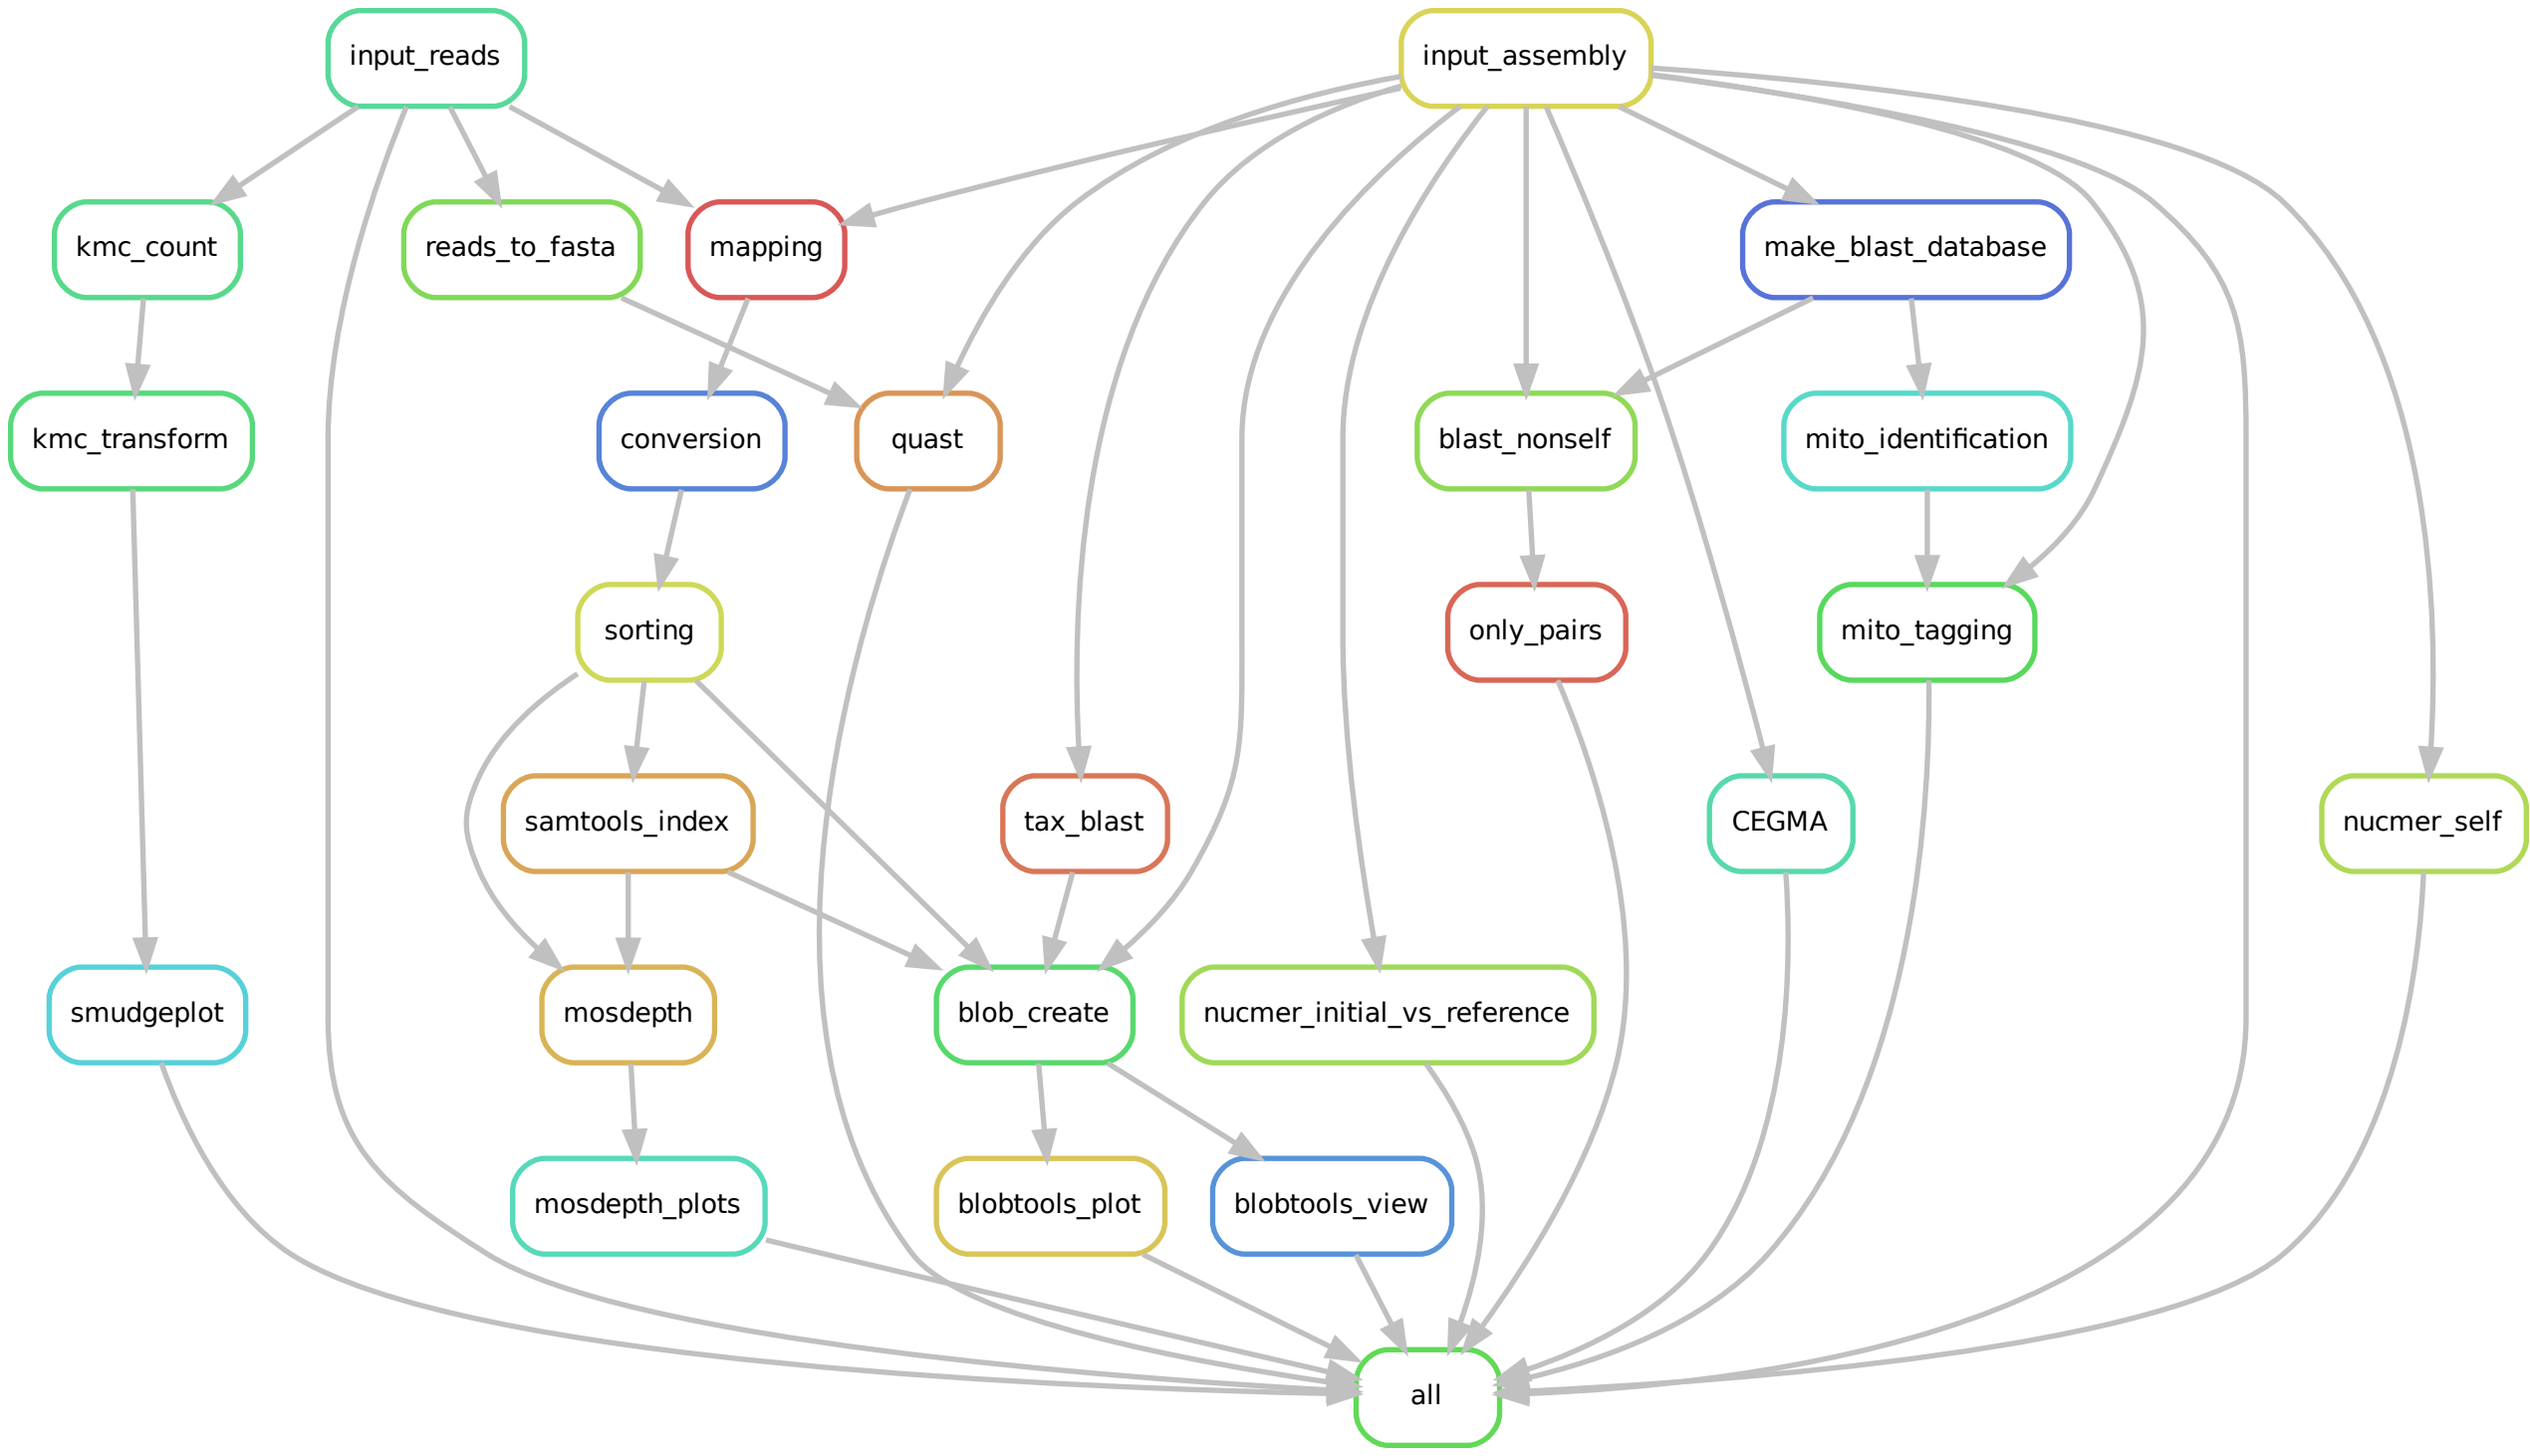 input_reads
input_assembly
kmc_count
reads_to_fasta
mapping
make_blast_database
kmc_transform
conversion
quast
blast_nonself
mito_identification
sorting
only_pairs
mito_tagging
samtools_index
tax_blast
CEGMA
nucmer_self
smudgeplot
mosdepth
blob_create
nucmer_initial_vs_reference
mosdepth_plots
blobtools_plot
blobtools_view
all